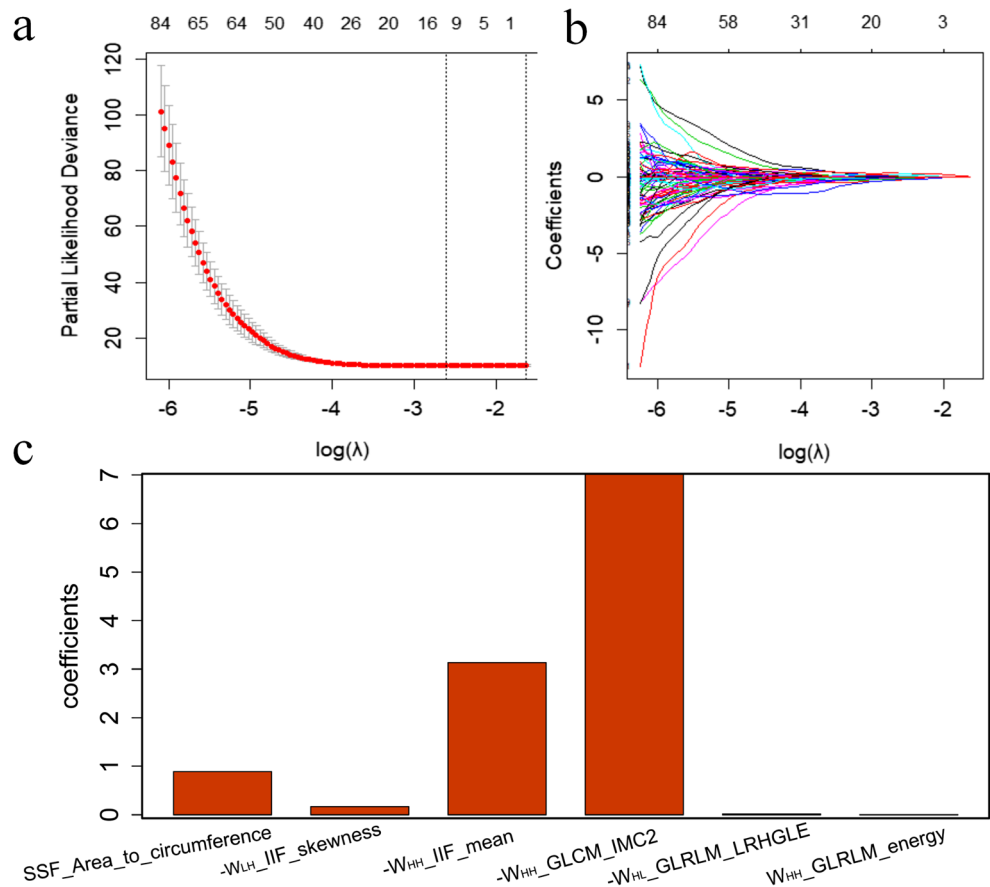 a
84 65 64 50 40 26 20 16 9 5 1
Partial Likelihood Deviance
120
100
80
60
40
20
-6 -5 -4 -3 -2
log(λ)
b
84 58 31 20 3
Coefficients
5
0
-5
-10
-6 -5 -4 -3 -2
log(λ)
c
coefficients
7
6
5
4
3
2
1
0
SSF_Area_to_circumference
-WLH_IIF_skewness
-WHH_IIF_mean
-WHH_GLCM_IMC2
-WHL_GLRLM_LRHGLE
WHH_GLRLM_energy